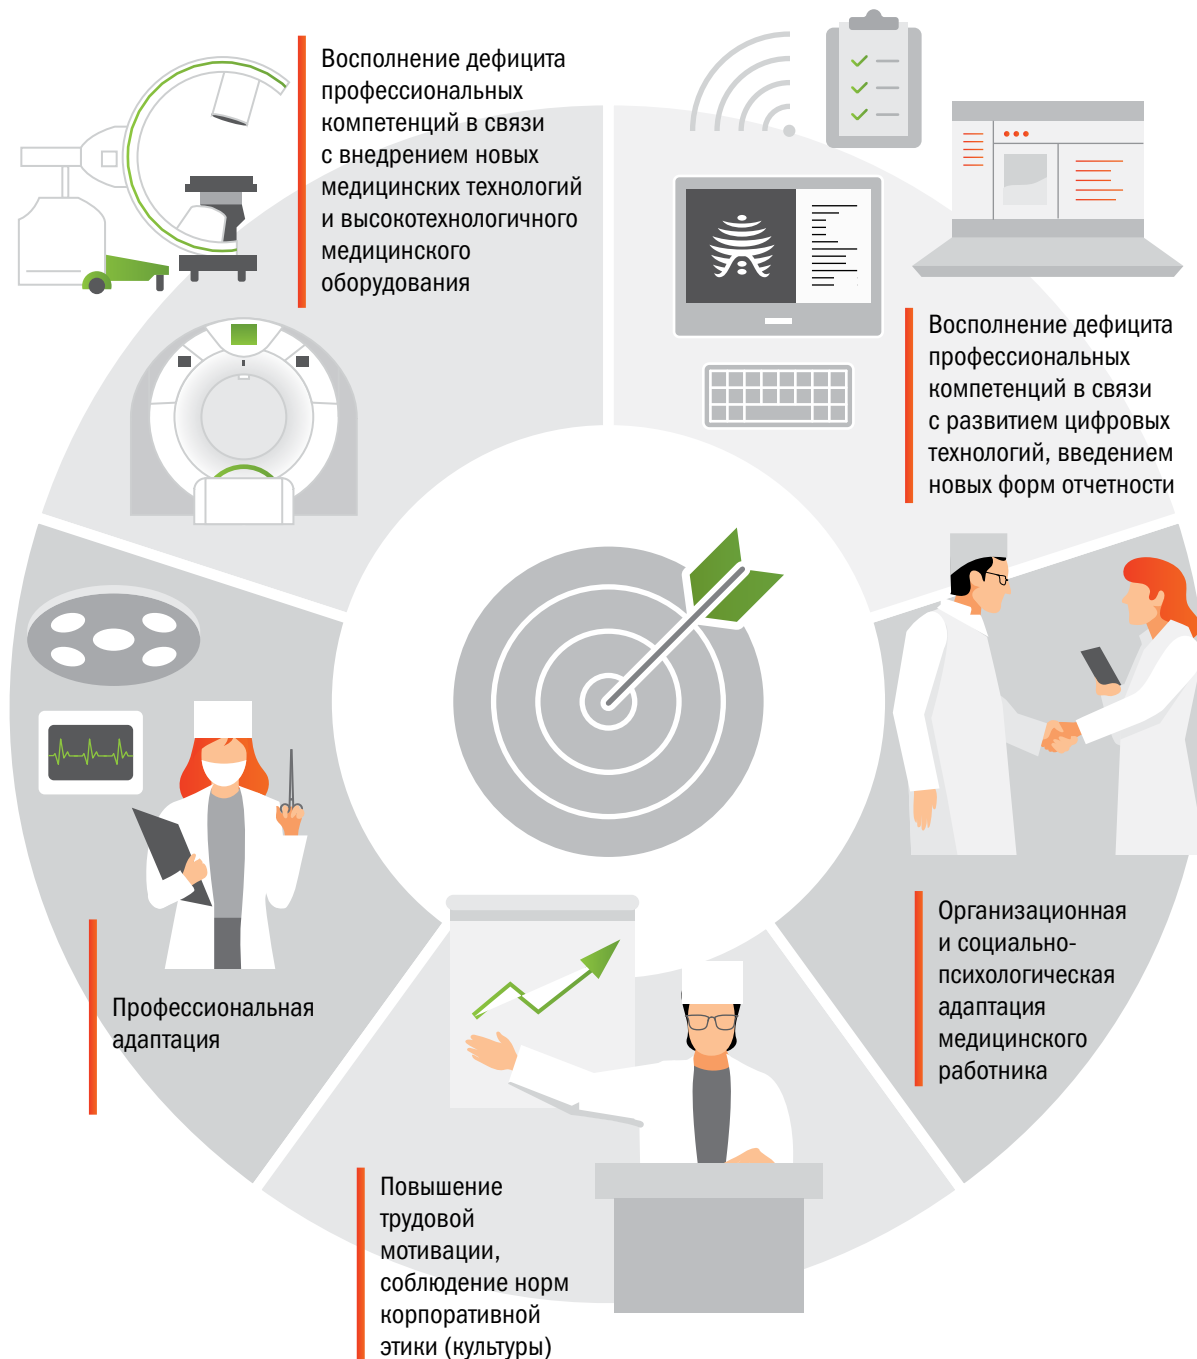 Восполнение дефицита
профессиональных
компетенций в связи
с внедрением новых
медицинских технологий
и высокотехнологичного
медицинского
оборудования
Восполнение дефицита
профессиональных
компетенций в связи
с развитием цифровых
технологий, введением
новых форм отчетности
Организационная
и социально-
психологическая
адаптация
медицинского
работника
Профессиональная
адаптация
Повышение
трудовой
мотивации,
соблюдение норм
корпоративной
этики (культуры)